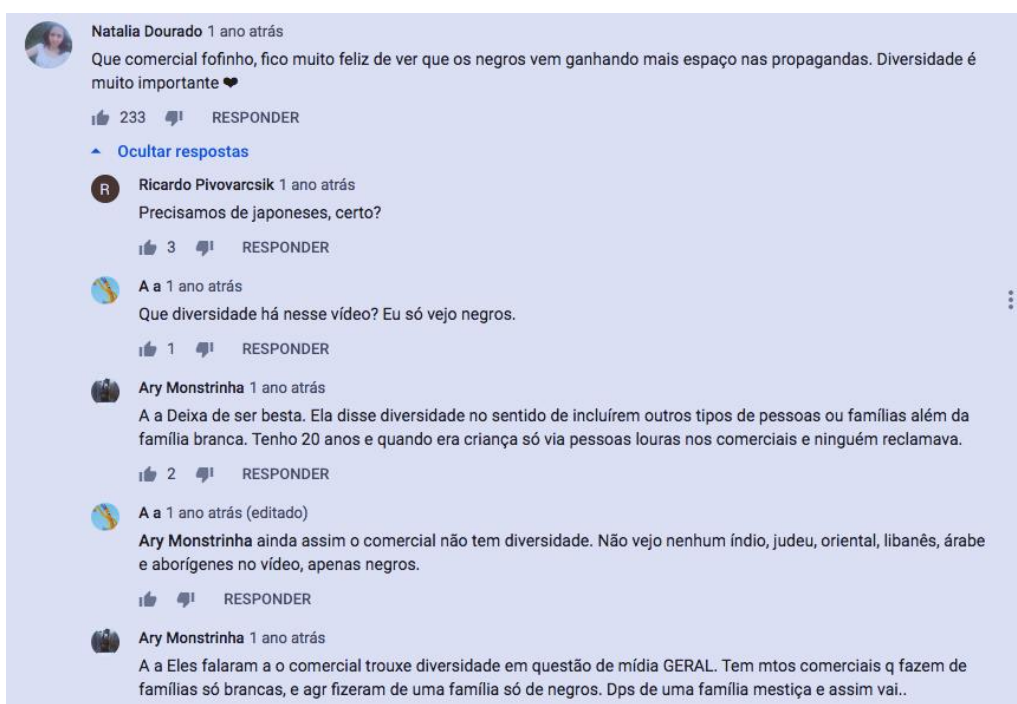 Natalia Dourado 1 ano atrás
Que comercial fofinho, fico muito feliz de ver que os negros vem ganhando mais espaço nas propagandas. Diversidade é
muito importante ❤
233 RESPONDER
Ocultar respostas
R
Ricardo Pivovarcsik 1 ano atrás
Precisamos de japoneses, certo?
3 RESPONDER
A a 1 ano atrás
Que diversidade há nesse vídeo? Eu só vejo negros.
1 RESPONDER
Ary Monstrinha 1 ano atrás
A a Deixa de ser besta. Ela disse diversidade no sentido de incluírem outros tipos de pessoas ou famílias além da
família branca. Tenho 20 anos e quando era criança só via pessoas louras nos comerciais e ninguém reclamava.
2 RESPONDER
A a 1 ano atrás (editado)
Ary Monstrinha ainda assim o comercial não tem diversidade. Não vejo nenhum índio, judeu, oriental, libanês, árabe
e aborígenes no vídeo, apenas negros.
RESPONDER
Ary Monstrinha 1 ano atrás
A a Eles falaram a o comercial trouxe diversidade em questão de mídia GERAL. Tem mtos comerciais q fazem de
famílias só brancas, e agr fizeram de uma família só de negros. Dps de uma família mestiça e assim vai..